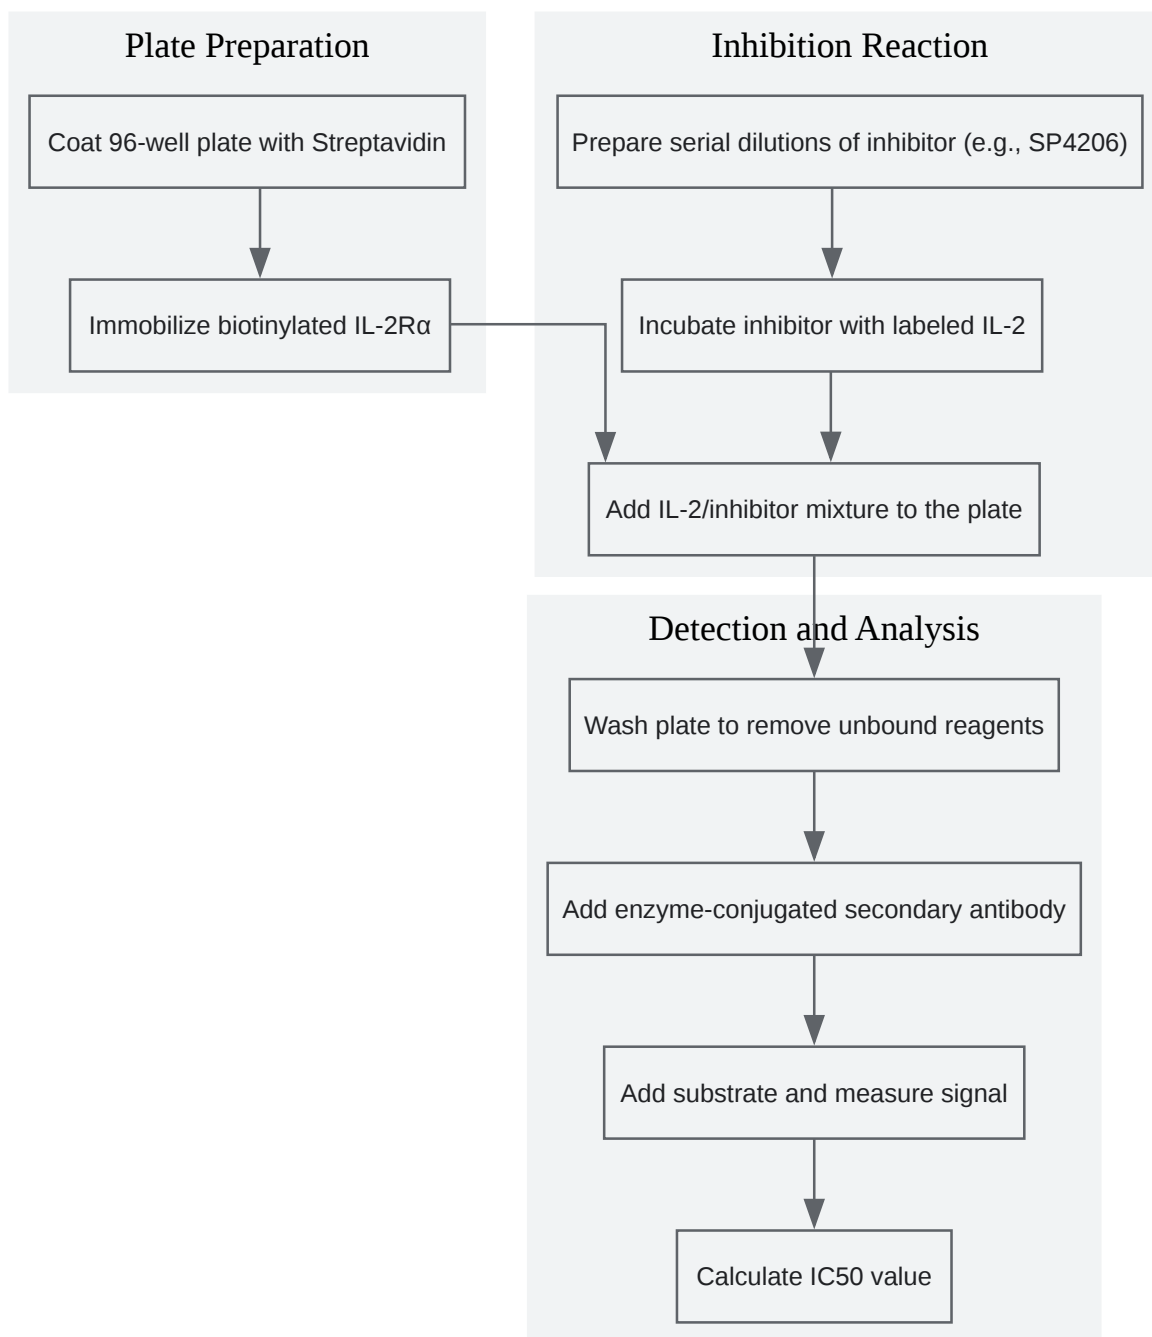 Plate Preparation
Coat 96-well plate with Streptavidin
Immobilize biotinylated IL-2Rα
Inhibition Reaction
Prepare serial dilutions of inhibitor (e.g., SP4206)
Incubate inhibitor with labeled IL-2
Add IL-2/inhibitor mixture to the plate
Detection and Analysis
Wash plate to remove unbound reagents
Add enzyme-conjugated secondary antibody
Add substrate and measure signal
Calculate IC50 value